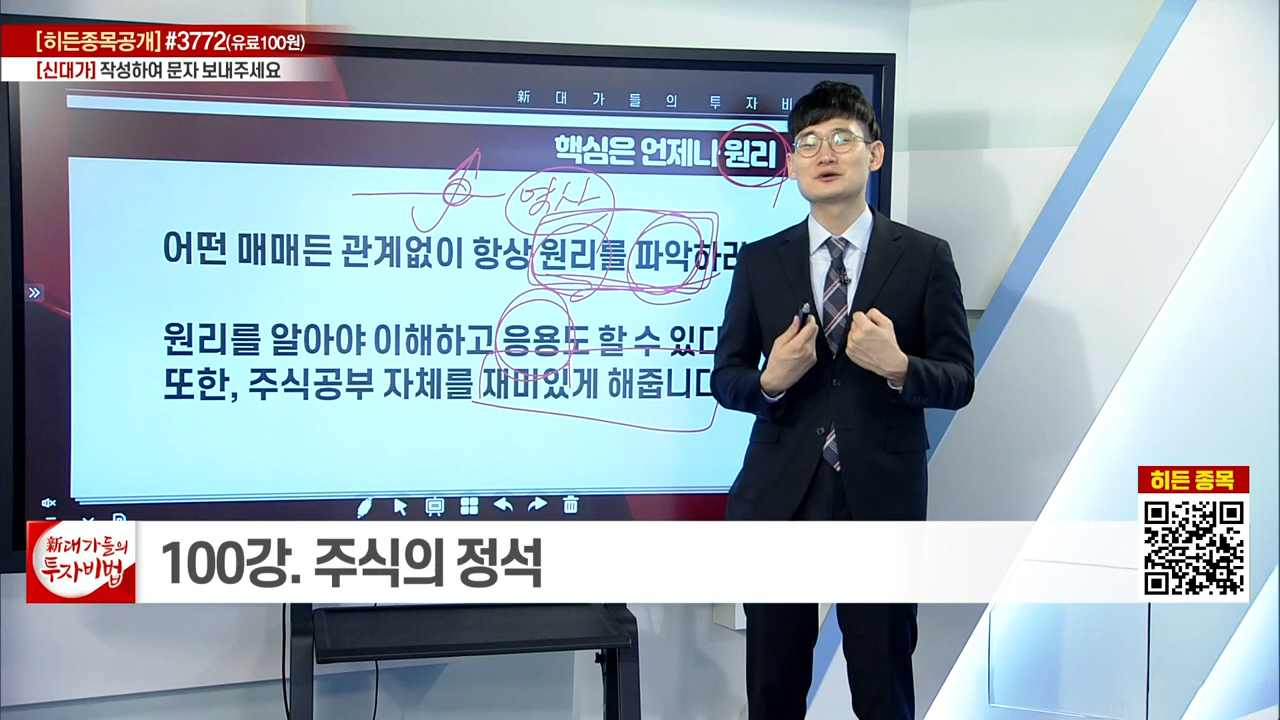 [히든종목공개] #3772(유료100원)
[신대가] 작성하여 문자 보내주세요
新 대 가 들 의 투 자 비
핵심은 언제나 원리
역사
어떤 매매든 관계없이 항상 원리를 파악하라
원리를 알아야 이해하고 응용도 할 수 있다
또한, 주식공부 자체를 재미있게 해줍니다
히든 종목
新대가들의
투자비법
100강. 주식의 정석